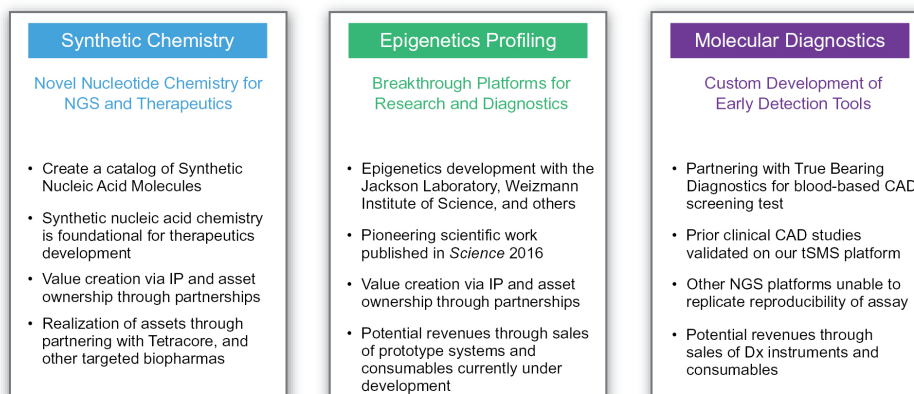 Synthetic Chemistry
Novel Nucleotide Chemistry for
NGS and Therapeutics
• Create a catalog of Synthetic
Nucleic Acid Molecules
• Synthetic nucleic acid chemistry
is foundational for therapeutics
development
• Value creation via IP and asset
ownership through partnerships
• Realization of assets through
partnering with Tetracore, and
other targeted biopharmas
Epigenetics Profiling
Breakthrough Platforms for
Research and Diagnostics
• Epigenetics development with the
Jackson Laboratory, Weizmann
Institute of Science, and others
• Pioneering scientific work
published in Science 2016
• Value creation via IP and asset
ownership through partnerships
• Potential revenues through sales
of prototype systems and
consumables currently under
development
Molecular Diagnostics
Custom Development of
Early Detection Tools
• Partnering with True Bearing
Diagnostics for blood-based CAD
screening test
• Prior clinical CAD studies
validated on our tSMS platform
• Other NGS platforms unable to
replicate reproducibility of assay
• Potential revenues through
sales of Dx instruments and
consumables